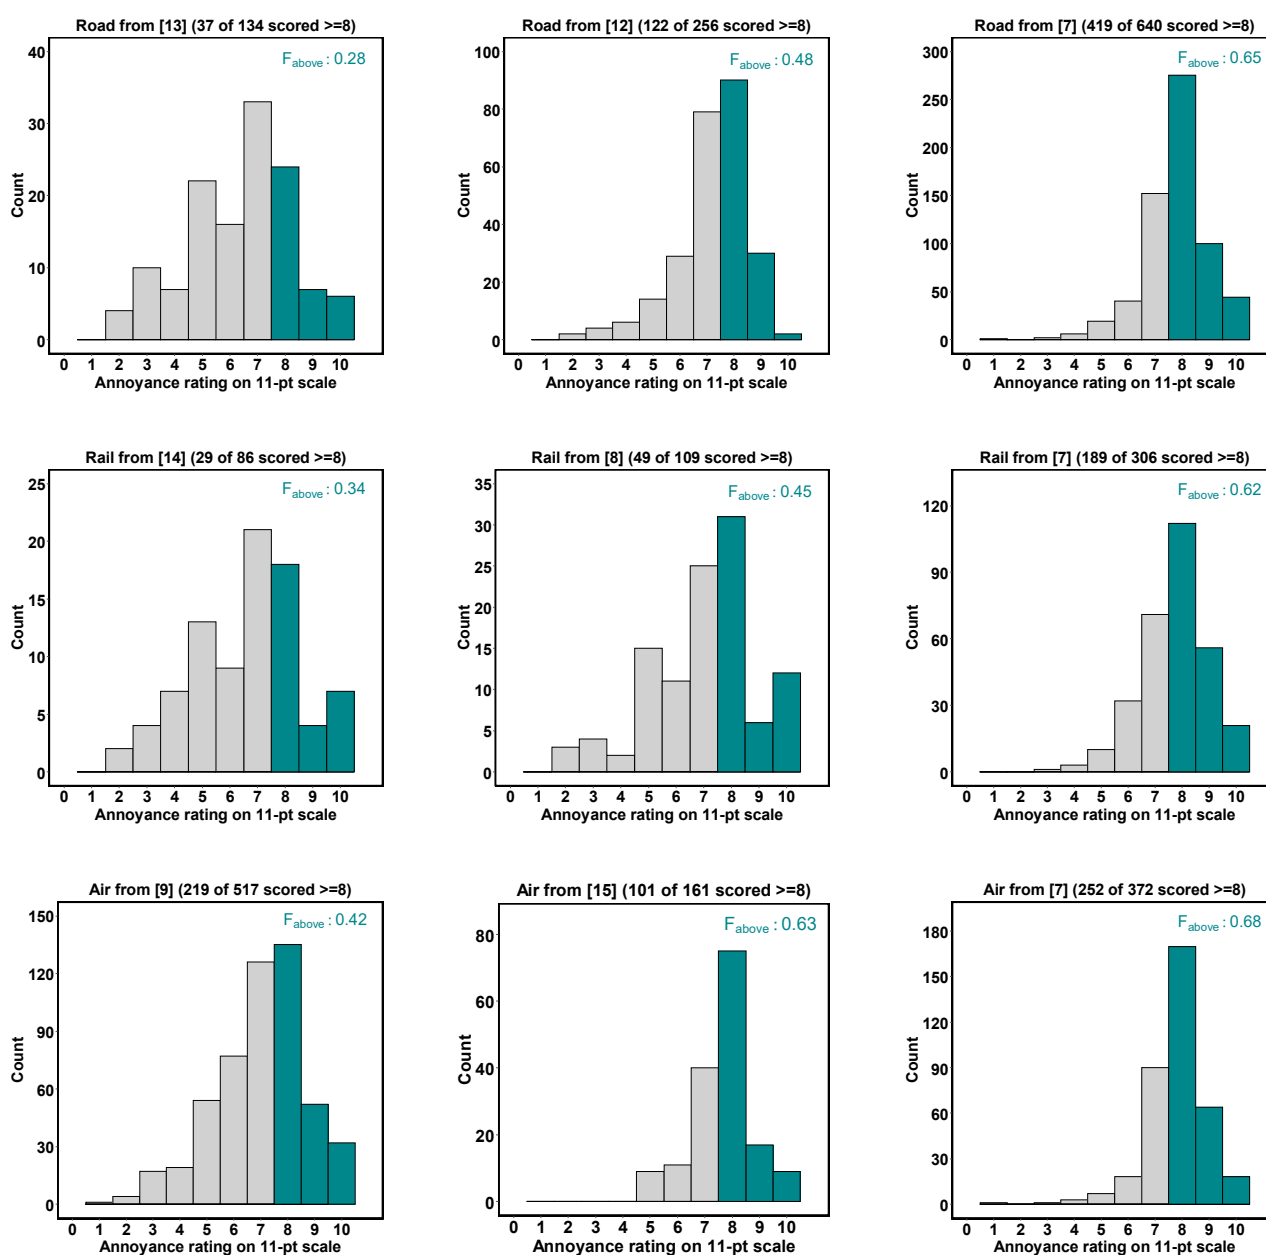 Road from [13] (37 of 134 scored >=8)
F above : 0.28
40
30
20
10
0
Count
0 1 2 3 4 5 6 7 8 9 10
Annoyance rating on 11-pt scale
Road from [12] (122 of 256 scored >=8)
F above : 0.48
100
80
60
40
20
0
Count
0 1 2 3 4 5 6 7 8 9 10
Annoyance rating on 11-pt scale
Road from [7] (419 of 640 scored >=8)
F above : 0.65
300
250
200
150
100
50
0
Count
0 1 2 3 4 5 6 7 8 9 10
Annoyance rating on 11-pt scale
Rail from [14] (29 of 86 scored >=8)
F above : 0.34
25
20
15
10
5
0
Count
0 1 2 3 4 5 6 7 8 9 10
Annoyance rating on 11-pt scale
Rail from [8] (49 of 109 scored >=8)
F above : 0.45
35
30
25
20
15
10
5
0
Count
0 1 2 3 4 5 6 7 8 9 10
Annoyance rating on 11-pt scale
Rail from [7] (189 of 306 scored >=8)
F above : 0.62
120
90
60
30
0
Count
0 1 2 3 4 5 6 7 8 9 10
Annoyance rating on 11-pt scale
Air from [9] (219 of 517 scored >=8)
F above : 0.42
150
120
90
60
30
0
Count
0 1 2 3 4 5 6 7 8 9 10
Annoyance rating on 11-pt scale
Air from [15] (101 of 161 scored >=8)
F above : 0.63
80
60
40
20
0
Count
0 1 2 3 4 5 6 7 8 9 10
Annoyance rating on 11-pt scale
Air from [7] (252 of 372 scored >=8)
F above : 0.68
180
150
120
90
60
30
0
Count
0 1 2 3 4 5 6 7 8 9 10
Annoyance rating on 11-pt scale